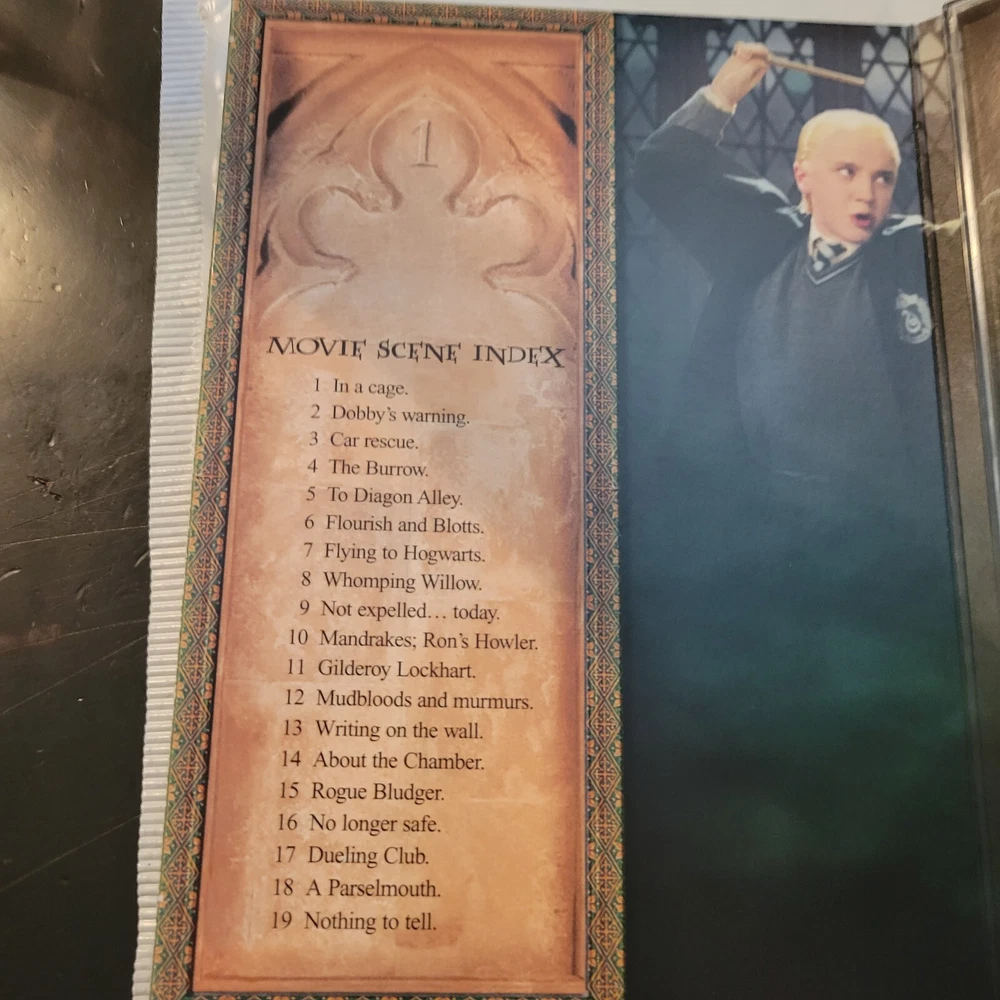 1
MOVIE SCENE INDEX
1 In a cage.
2 Dobby's warning.
3 Car rescue.
4 The Burrow.
5 To Diagon Alley.
6 Flourish and Blotts.
7 Flying to Hogwarts.
8 Whomping Willow.
9 Not expelled… today.
10 Mandrakes; Ron's Howler.
11 Gilderoy Lockhart.
12 Mudbloods and murmurs.
13 Writing on the wall.
14 About the Chamber.
15 Rogue Bludger.
16 No longer safe.
17 Dueling Club.
18 A Parselmouth.
19 Nothing to tell.